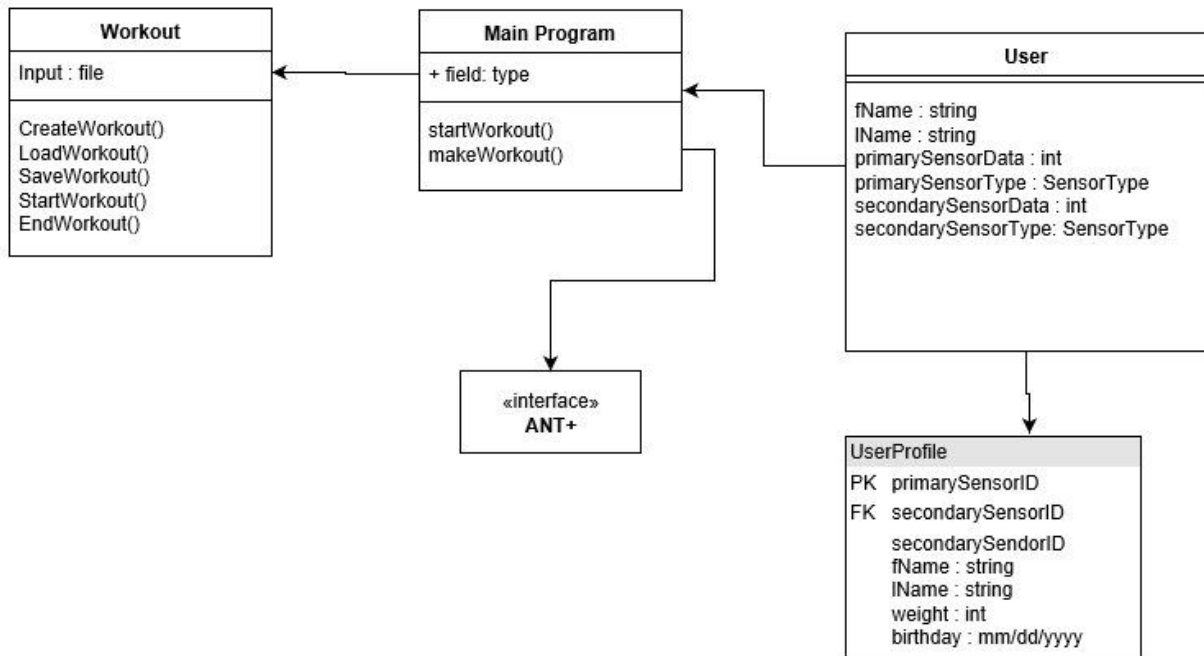 Workout
Input : file
CreateWorkout()
LoadWorkout()
SaveWorkout()
StartWorkout()
EndWorkout()
Main Program
+ field: type
startWorkout()
makeWorkout()
User
fName : string
lName : string
primarySensorData : int
primarySensorType : SensorType
secondarySensorData : int
secondarySensorType: SensorType
«interface»
ANT+
UserProfile
PK primarySensorID
FK secondarySensorID
secondarySendorID
fName : string
lName : string
weight : int
birthday : mm/dd/yyyy